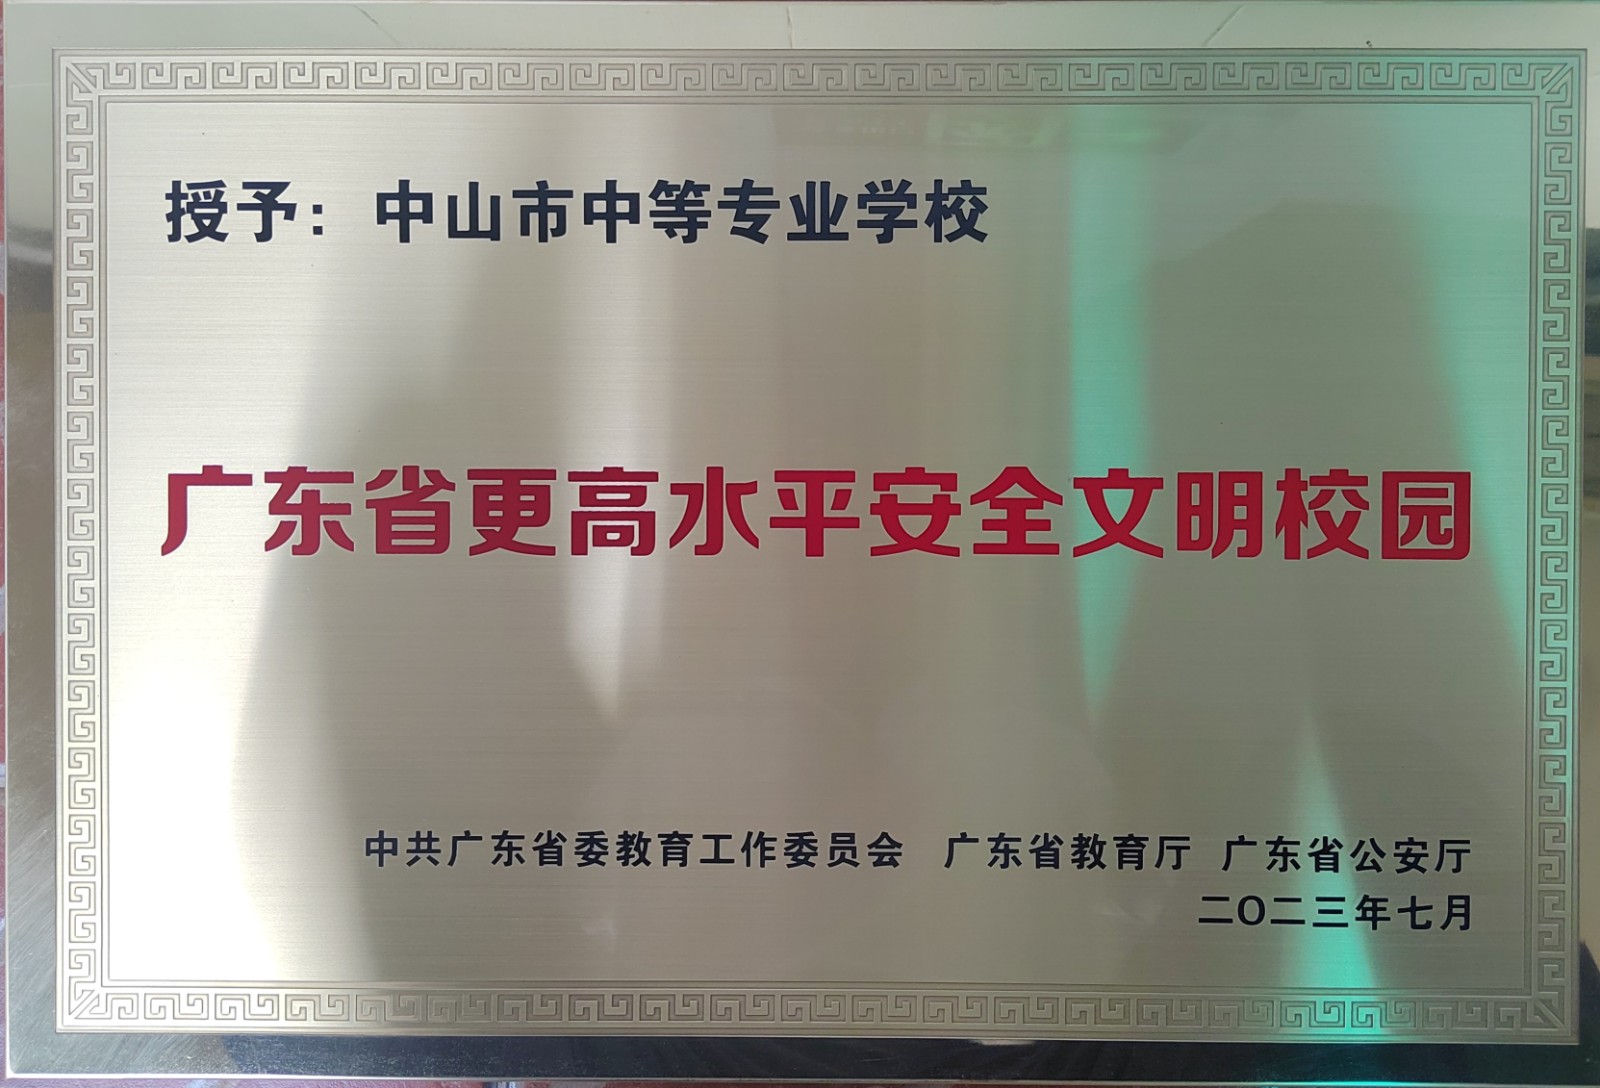 授予：中山市中等专业学校
广东省更高水平安全文明校园
中共广东省委教育工作委员会 广东省教育厅 广东省公安厅
二〇二三年七月